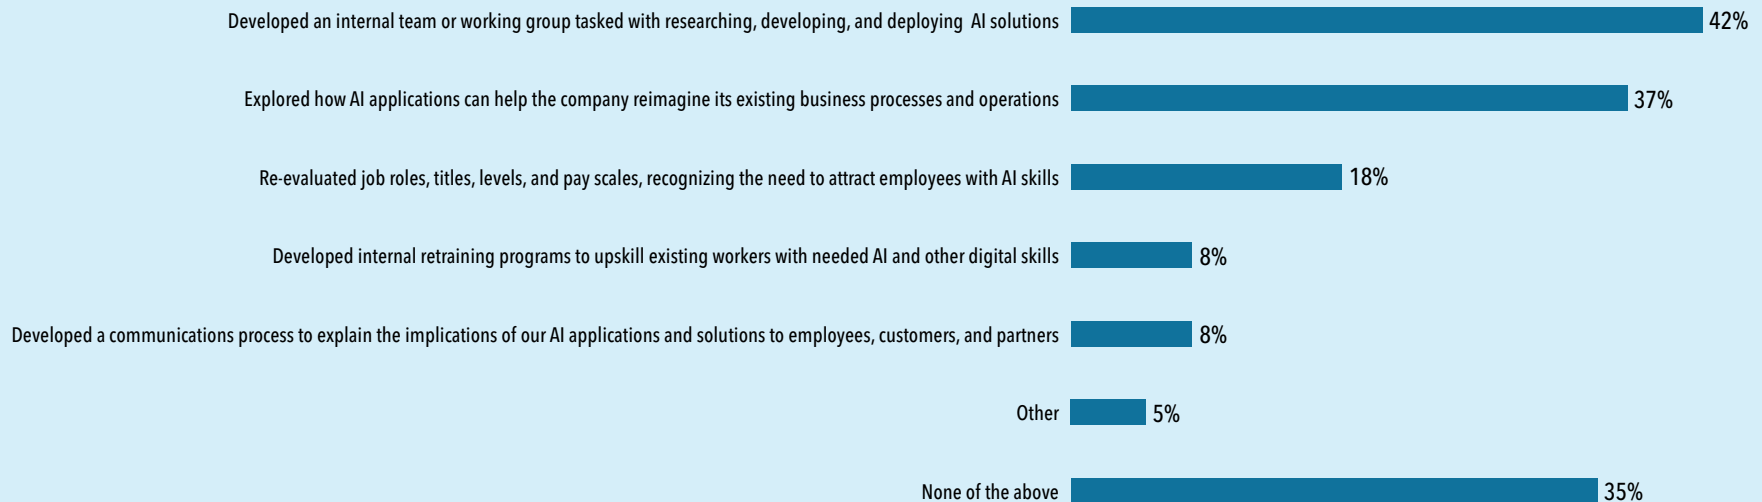 Developed an internal team or working group tasked with researching, developing, and deploying AI solutions 42%
Explored how AI applications can help the company reimagine its existing business processes and operations 37%
Re-evaluated job roles, titles, levels, and pay scales, recognizing the need to attract employees with AI skills 18%
Developed internal retraining programs to upskill existing workers with needed AI and other digital skills 8%
Developed a communications process to explain the implications of our AI applications and solutions to employees, customers, and partners 8%
Other 5%
None of the above 35%